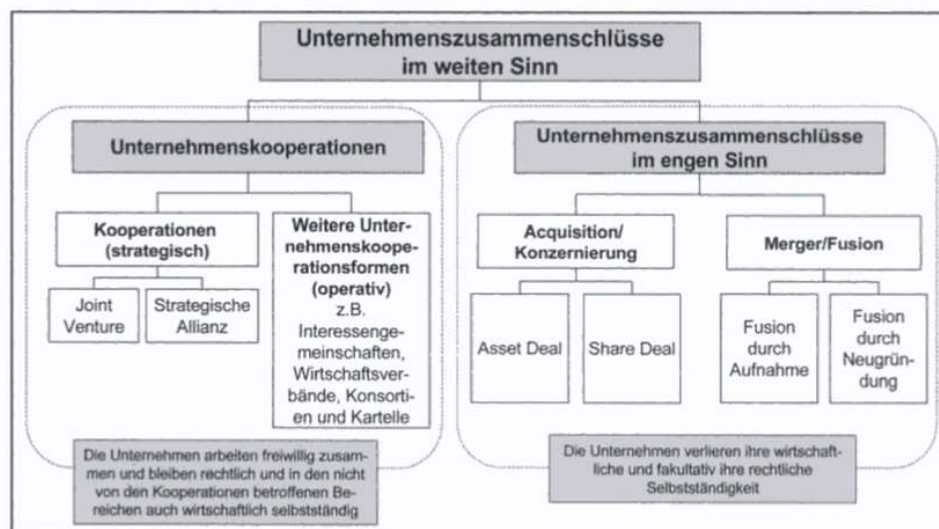 Unternehmenszusammenschlüsse
im weiten Sinn
Unternehmenskooperationen
Kooperationen
(strategisch)
Joint
Venture
Strategische
Allianz
Weitere Unter-
nehmenskoope-
rationsformen
(operativ)
z.B.
Interessenge-
meinschaften,
Wirtschaftsver-
bände, Konsorti-
en und Kartelle
Die Unternehmen arbeiten freiwillig zusam-
men und bleiben rechtlich und in den nicht
von den Kooperationen betroffenen Be-
reichen auch wirtschaftlich selbstständig
Unternehmenszusammenschlüsse
im engen Sinn
Acquisition/
Konzernierung
Asset Deal
Share Deal
Merger/Fusion
Fusion
durch
Aufnahme
Fusion
durch
Neugrün-
dung
Die Unternehmen verlieren ihre wirtschaft-
liche und fakultativ ihre rechtliche
Selbstständigkeit